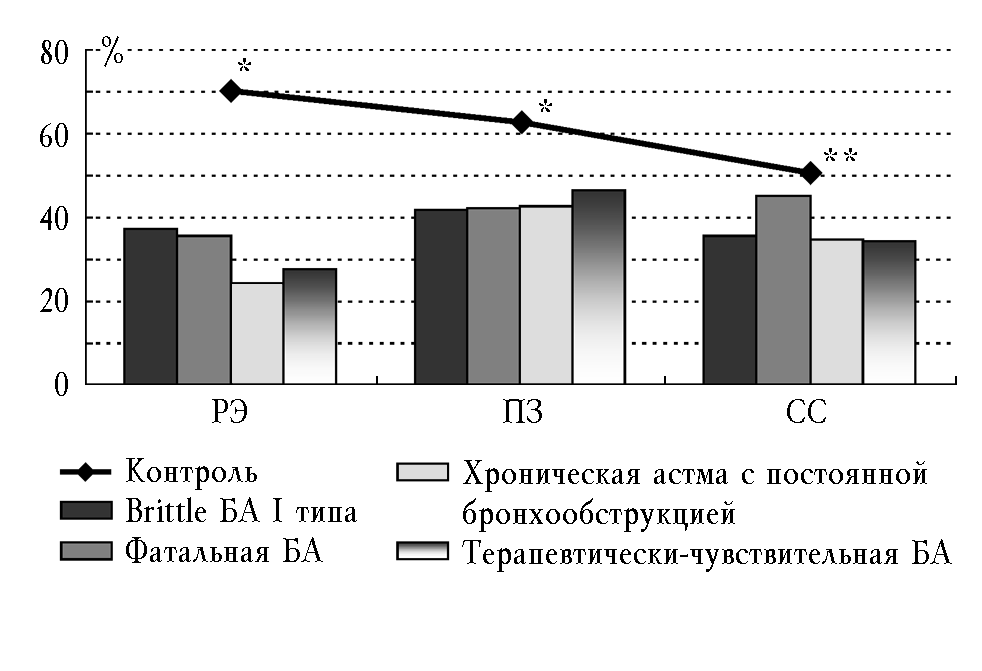 80 %
*
*
60
**
40
20
0
РЭ ПЗ СС
Контроль
Brittle БА I типа
Фатальная БА
Хроническая астма с постоянной
бронхообструкцией
Терапевтически-чувствительная БА